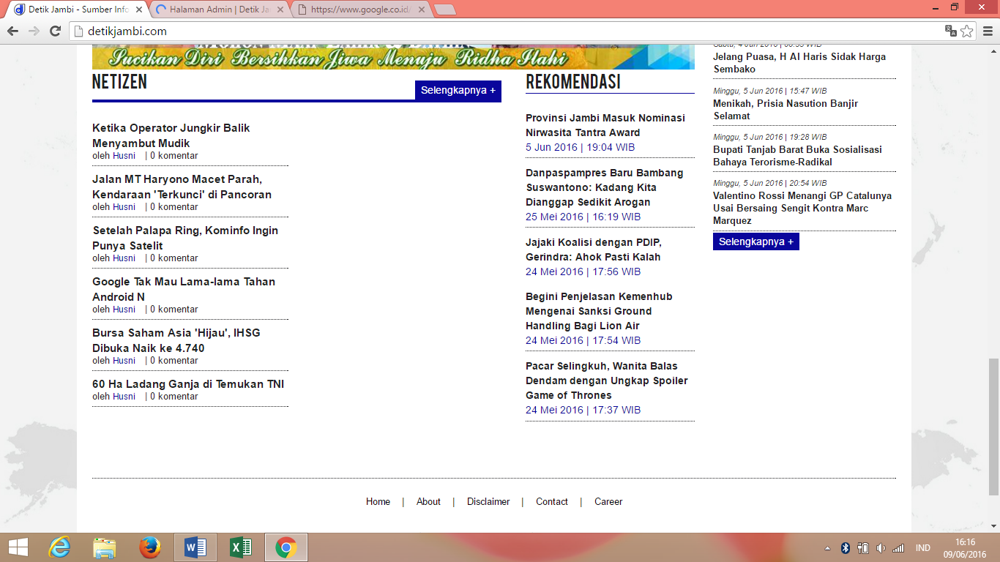 Detik Jambi - Sumber Info
Halaman Admin | Detik Ja
https://www.google.co.id/
detikjambi.com
Sucikan Diri Bersihkan Jiwa Menuju Ridha Ilahi
NETIZEN
Selengkapnya +
Ketika Operator Jungkir Balik
Menyambut Mudik
oleh Husni | 0 komentar
Jalan MT Haryono Macet Parah,
Kendaraan 'Terkunci' di Pancoran
oleh Husni | 0 komentar
Setelah Palapa Ring, Kominfo Ingin
Punya Satelit
oleh Husni | 0 komentar
Google Tak Mau Lama-lama Tahan
Android N
oleh Husni | 0 komentar
Bursa Saham Asia 'Hijau', IHSG
Dibuka Naik ke 4.740
oleh Husni | 0 komentar
60 Ha Ladang Ganja di Temukan TNI
oleh Husni | 0 komentar
REKOMENDASI
Provinsi Jambi Masuk Nominasi
Nirwasita Tantra Award
5 Jun 2016 | 19:04 WIB
Danpaspampres Baru Bambang
Suswantono: Kadang Kita
Dianggap Sedikit Arogan
25 Mei 2016 | 16:19 WIB
Jajaki Koalisi dengan PDIP,
Gerindra: Ahok Pasti Kalah
24 Mei 2016 | 17:56 WIB
Begini Penjelasan Kemenhub
Mengenai Sanksi Ground
Handling Bagi Lion Air
24 Mei 2016 | 17:54 WIB
Pacar Selingkuh, Wanita Balas
Dendam dengan Ungkap Spoiler
Game of Thrones
24 Mei 2016 | 17:37 WIB
Jelang Puasa, H Al Haris Sidak Harga
Sembako
Minggu, 5 Jun 2016 | 15:47 WIB
Menikah, Prisia Nasution Banjir
Selamat
Minggu, 5 Jun 2016 | 19:28 WIB
Bupati Tanjab Barat Buka Sosialisasi
Bahaya Terorisme-Radikal
Minggu, 5 Jun 2016 | 20:54 WIB
Valentino Rossi Menangi GP Catalunya
Usai Bersaing Sengit Kontra Marc
Marquez
Selengkapnya +
Home | About | Disclaimer | Contact | Career
IND
16:16
09/06/2016